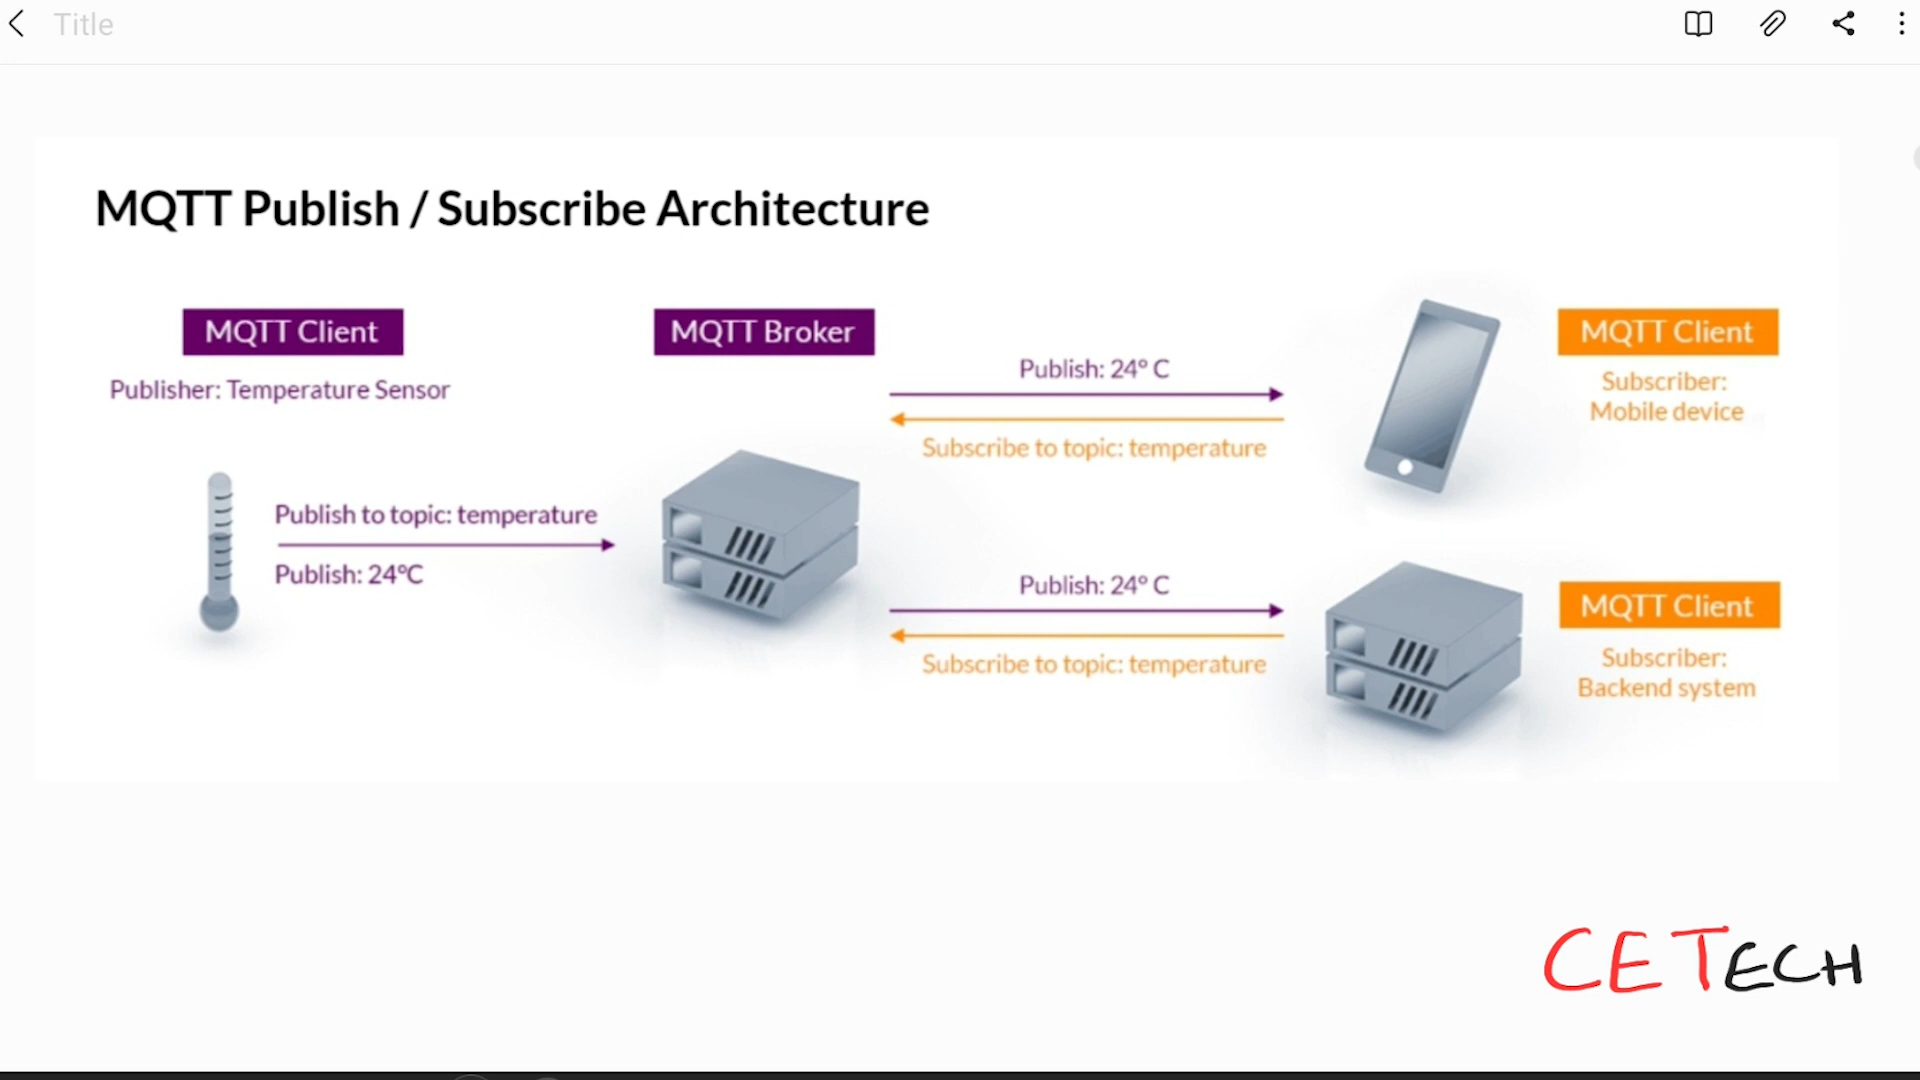 Title
MQTT Publish / Subscribe Architecture
MQTT Client
Publisher: Temperature Sensor
Publish to topic: temperature
Publish: 24°C
MQTT Broker
Publish: 24° C
Subscribe to topic: temperature
MQTT Client
Subscriber:
Mobile device
Publish: 24° C
Subscribe to topic: temperature
MQTT Client
Subscriber:
Backend system
CETECH